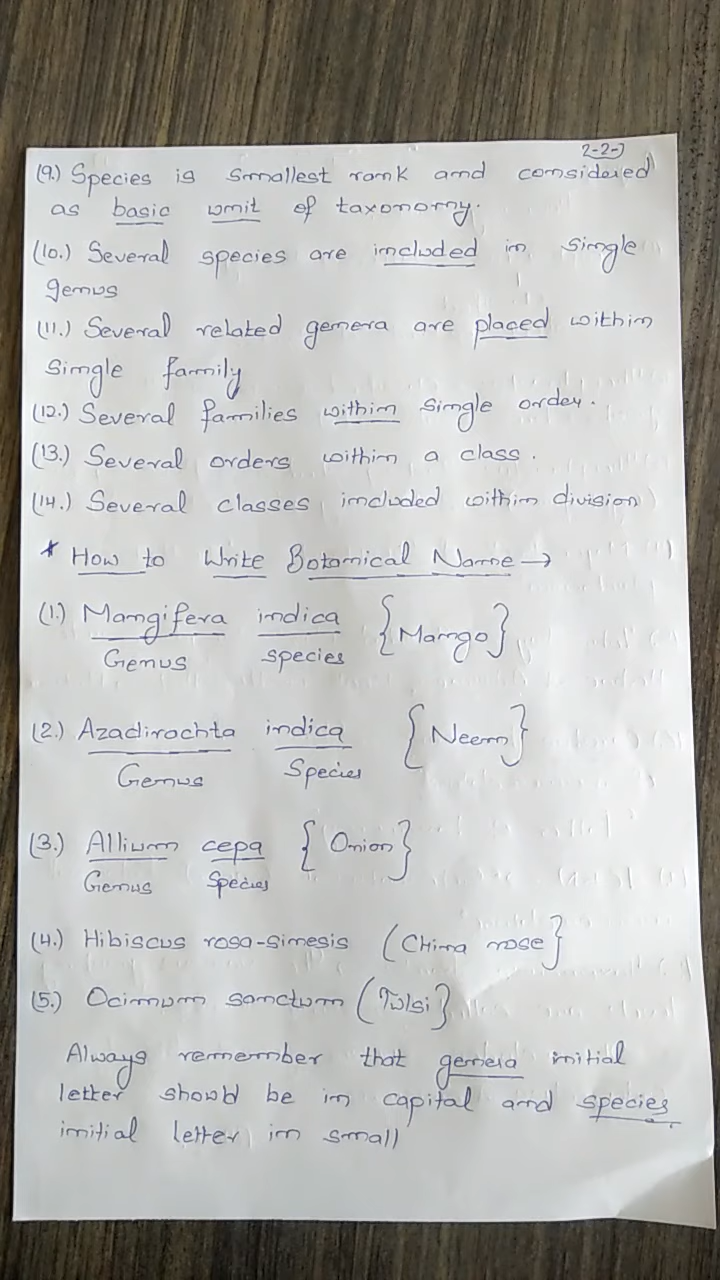 2-2-
(9.) Species is smallest rank and considered
as basic unit of taxonomy.
(10.) Several species are included in single
genus
(11.) Several related genera are placed within
single family
(12.) Several families within single order.
(13.) Several orders within a class.
(14.) Several classes included within division
* How to Write Botanical Name →
(1.) Mangifera indica {Mango}
Genus species
(2.) Azadirachta indica {Neem}
Genus Species
(3.) Allium cepa {Onion}
Genus Species
(4.) Hibiscus rosa-sinesis (China rose}
(5.) Ocimum sanctum (Tulsi}
Always remember that genera initial
letter should be in capital and species
initial letter in small